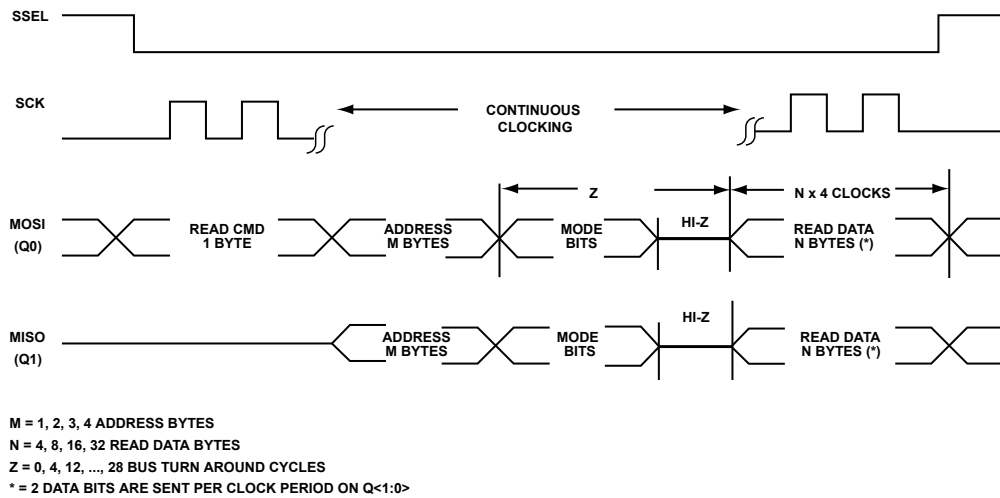 SSEL
SCK
CONTINUOUS
CLOCKING
Z
N x 4 CLOCKS
MOSI
(Q0)
READ CMD
1 BYTE
ADDRESS
M BYTES
MODE
BITS
HI-Z
READ DATA
N BYTES (*)
MISO
(Q1)
ADDRESS
M BYTES
MODE
BITS
HI-Z
READ DATA
N BYTES (*)
M = 1, 2, 3, 4 ADDRESS BYTES
N = 4, 8, 16, 32 READ DATA BYTES
Z = 0, 4, 12, ..., 28 BUS TURN AROUND CYCLES
* = 2 DATA BITS ARE SENT PER CLOCK PERIOD ON Q<1:0>